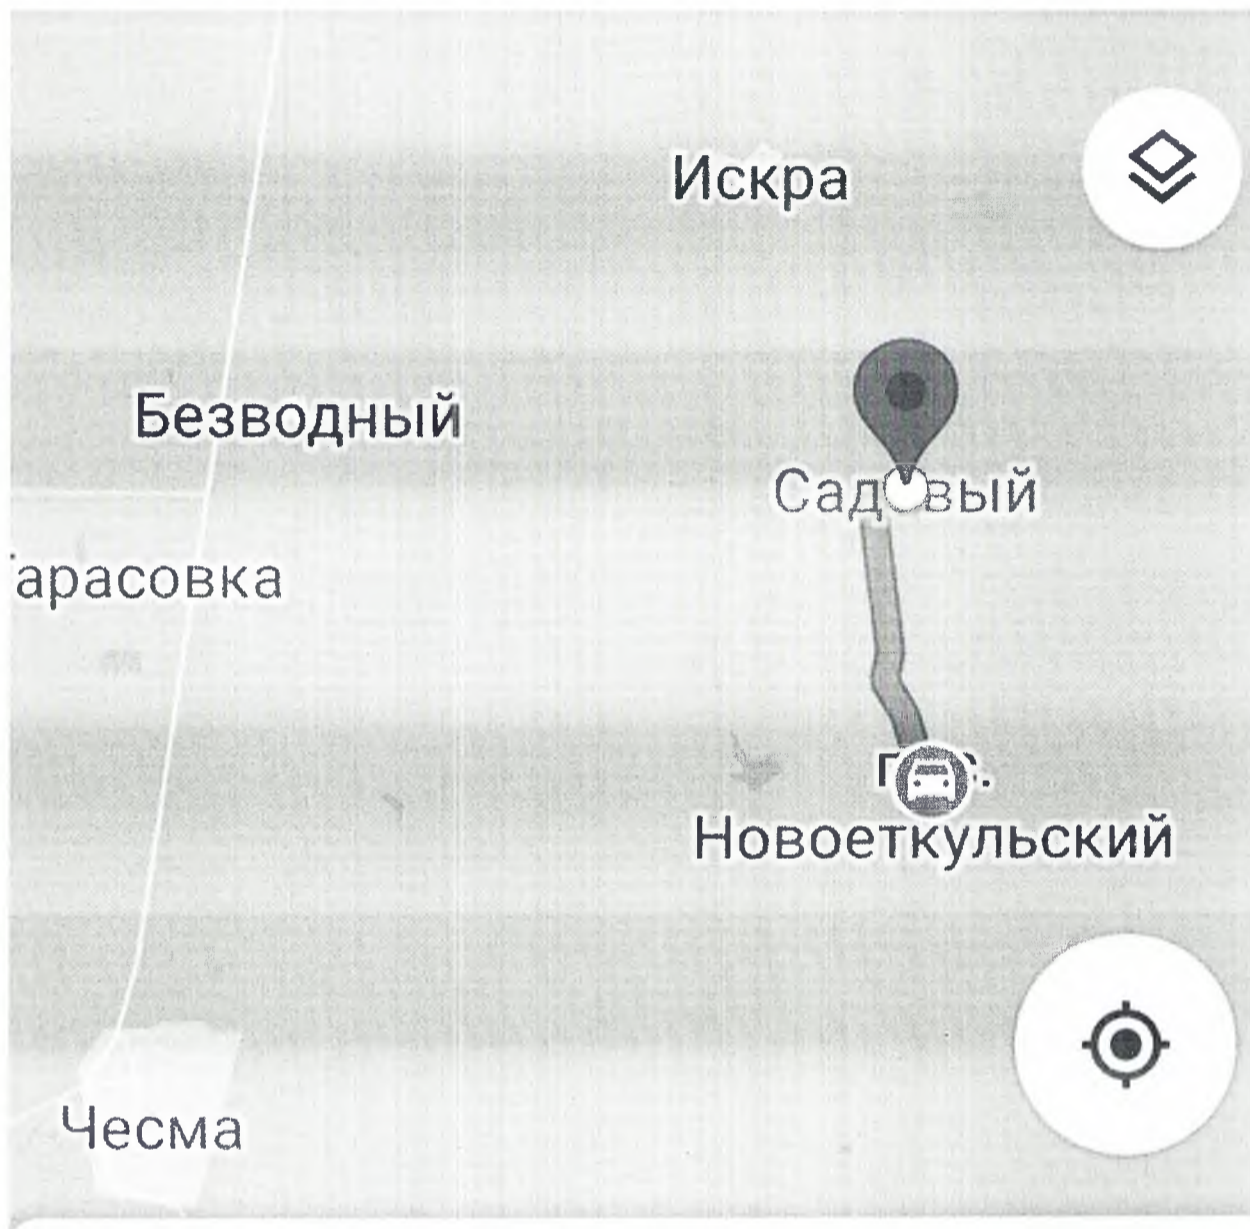 Искра
Безводный
Садовый
арасовка
Новоеткульский
Чесма